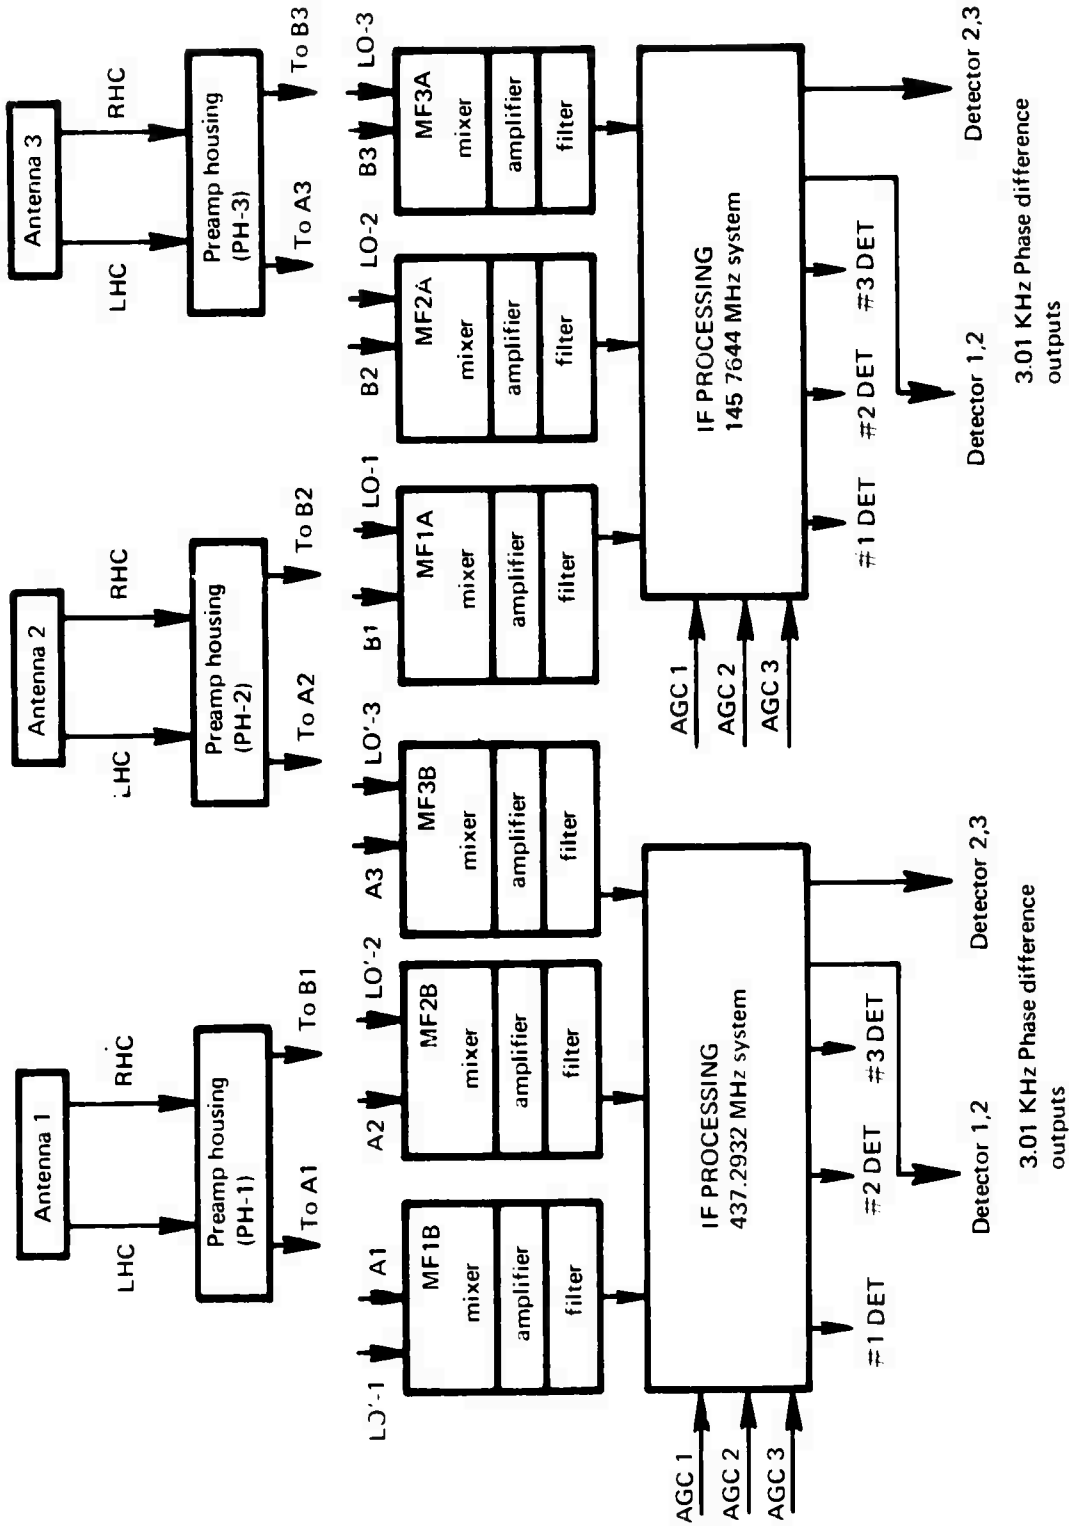 Antenna 1
LHC
RHC
Preamp housing
(PH-1)
To A1
To B1
Antenna 2
LHC
RHC
Preamp housing
(PH-2)
To A2
To B2
Antenna 3
LHC
RHC
Preamp housing
(PH-3)
To A3
To B3
LO'-1
A1
MF1B
mixer
amplifier
filter
A2
LO'-2
MF2B
mixer
amplifier
filter
A3
LO'-3
MF3B
mixer
amplifier
filter
B1
LO-1
MF1A
mixer
amplifier
filter
B2
LO-2
MF2A
mixer
amplifier
filter
B3
LO-3
MF3A
mixer
amplifier
filter
AGC 1
AGC 2
AGC 3
IF PROCESSING
437.2932 MHz system
#1 DET
#2 DET
#3 DET
Detector 1,2
Detector 2,3
3.01 KHz Phase difference
outputs
AGC 1
AGC 2
AGC 3
IF PROCESSING
145 7644 MHz system
#1 DET
#2 DET
#3 DET
Detector 1,2
Detector 2,3
3.01 KHz Phase difference
outputs